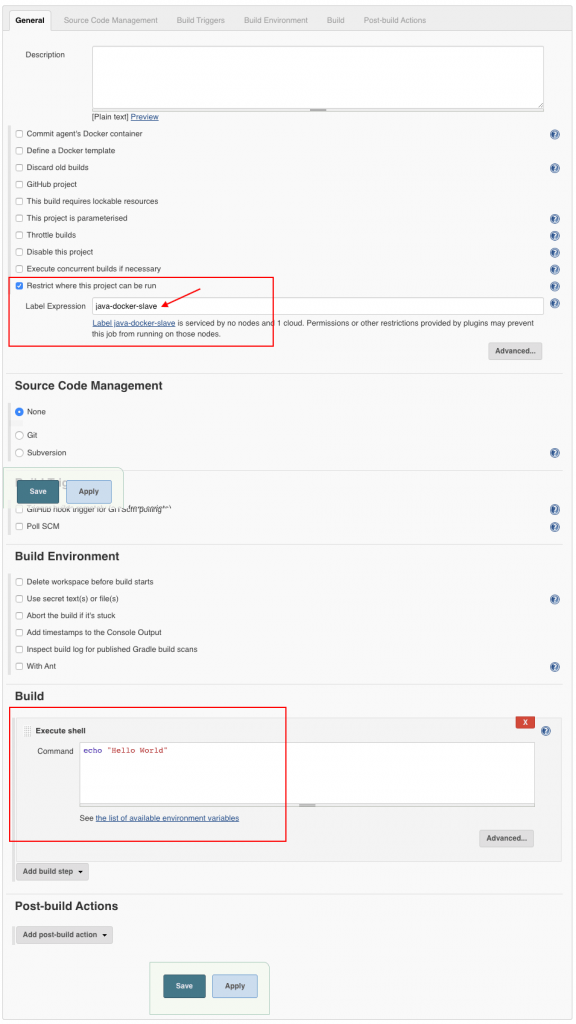 General Source Code Management Build Triggers Build Environment Build Post-build Actions
Description
[Plain text] Preview
Commit agent's Docker container
Define a Docker template
Discard old builds
GitHub project
This build requires lockable resources
This project is parameterised
Throttle builds
Disable this project
Execute concurrent builds if necessary
Restrict where this project can be run
Label Expression java-docker-slave
Label java-docker-slave is serviced by no nodes and 1 cloud. Permissions or other restrictions provided by plugins may prevent
this job from running on those nodes.
Advanced...
Source Code Management
None
Git
Subversion
Save Apply
GitHub hook trigger for GITScm polling
Poll SCM
Build Environment
Delete workspace before build starts
Use secret text(s) or file(s)
Abort the build if it's stuck
Add timestamps to the Console Output
Inspect build log for published Gradle build scans
With Ant
Build
X
Execute shell
Command echo "Hello World"
See the list of available environment variables
Advanced...
Add build step
Post-build Actions
Add post-build action
Save Apply